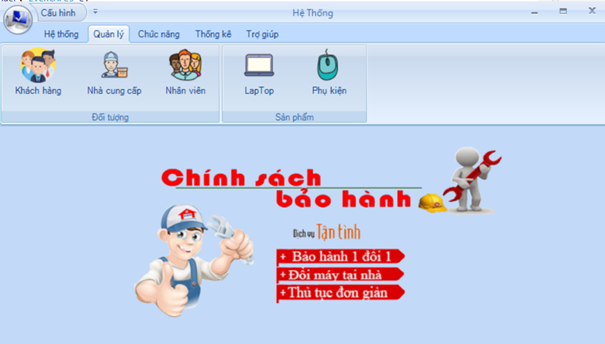 Cấu hình
Hệ Thống
Hệ thống Quản lý Chức năng Thống kê Trợ giúp
Khách hàng Nhà cung cấp Nhân viên LapTop Phụ kiện
Đối tượng Sản phẩm
Chính sách
bảo hành
Dịch vụ Tận tình
+ Bảo hành 1 đổi 1
+ Đổi máy tại nhà
+ Thủ tục đơn giản